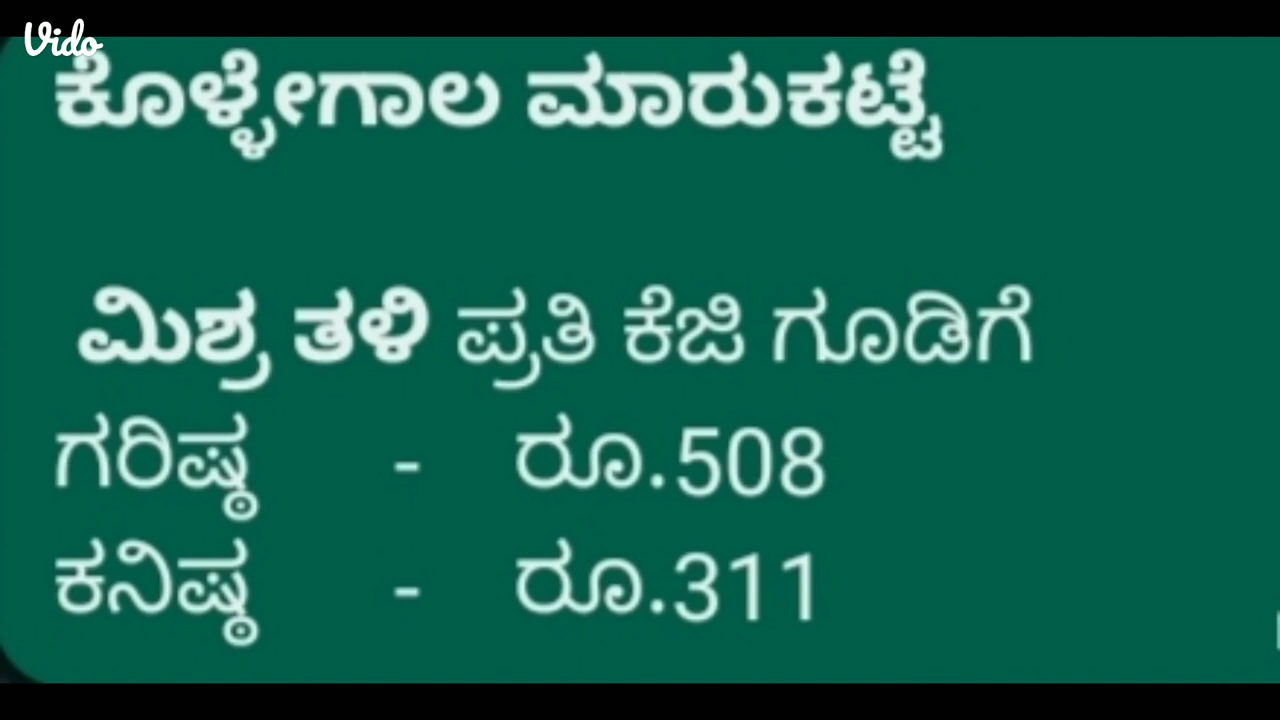 Vido
ಕೊಳ್ಳೇಗಾಲ ಮಾರುಕಟ್ಟೆ
ಮಿಶ್ರ ತಳಿ ಪ್ರತಿ ಕೆಜಿ ಗೂಡಿಗೆ
ಗರಿಷ್ಠ - ರೂ.508
ಕನಿಷ್ಠ - ರೂ.311